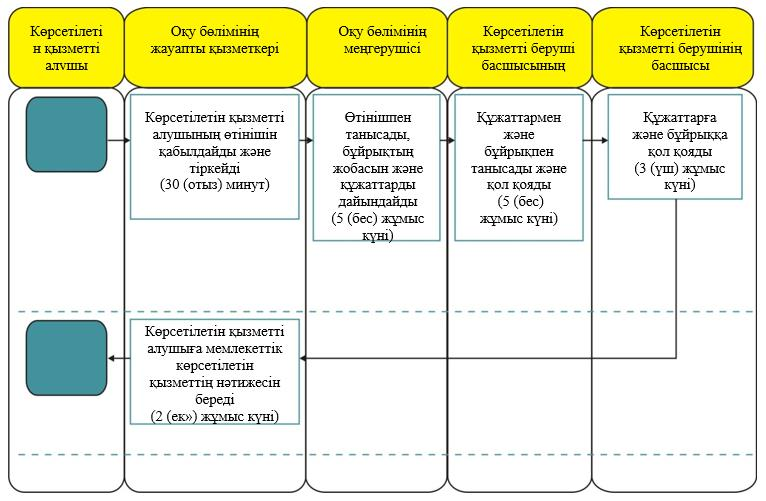 Көрсетілеті
н қызметті
алушы
Оқу бөлімінің
жауапты қызметкері
Оқу бөлімінің
меңгерушісі
Көрсетілетін
қызметті беруші
басшысының
Көрсетілетін
қызметті берушінің
басшысы
Көрсетілетін қызметті
алушының өтінішін
қабылдайды және
тіркейді
(30 (отыз) минут)
Өтінішпен
танысады,
бұйрықтың
жобасын және
құжаттарды
дайындайды
(5 (бес) жұмыс
күні)
Құжаттармен
және
бұйрықпен
танысады және
қол қояды
(5 (бес)
жұмыс күні)
Құжаттарға
және бұйрыққа
қол қояды
(3 (үш) жұмыс
күні)
Көрсетілетін қызметті
алушыға мемлекеттік
көрсетілетін
қызметтің нәтижесін
береді
(2 (ек») жұмыс күні)